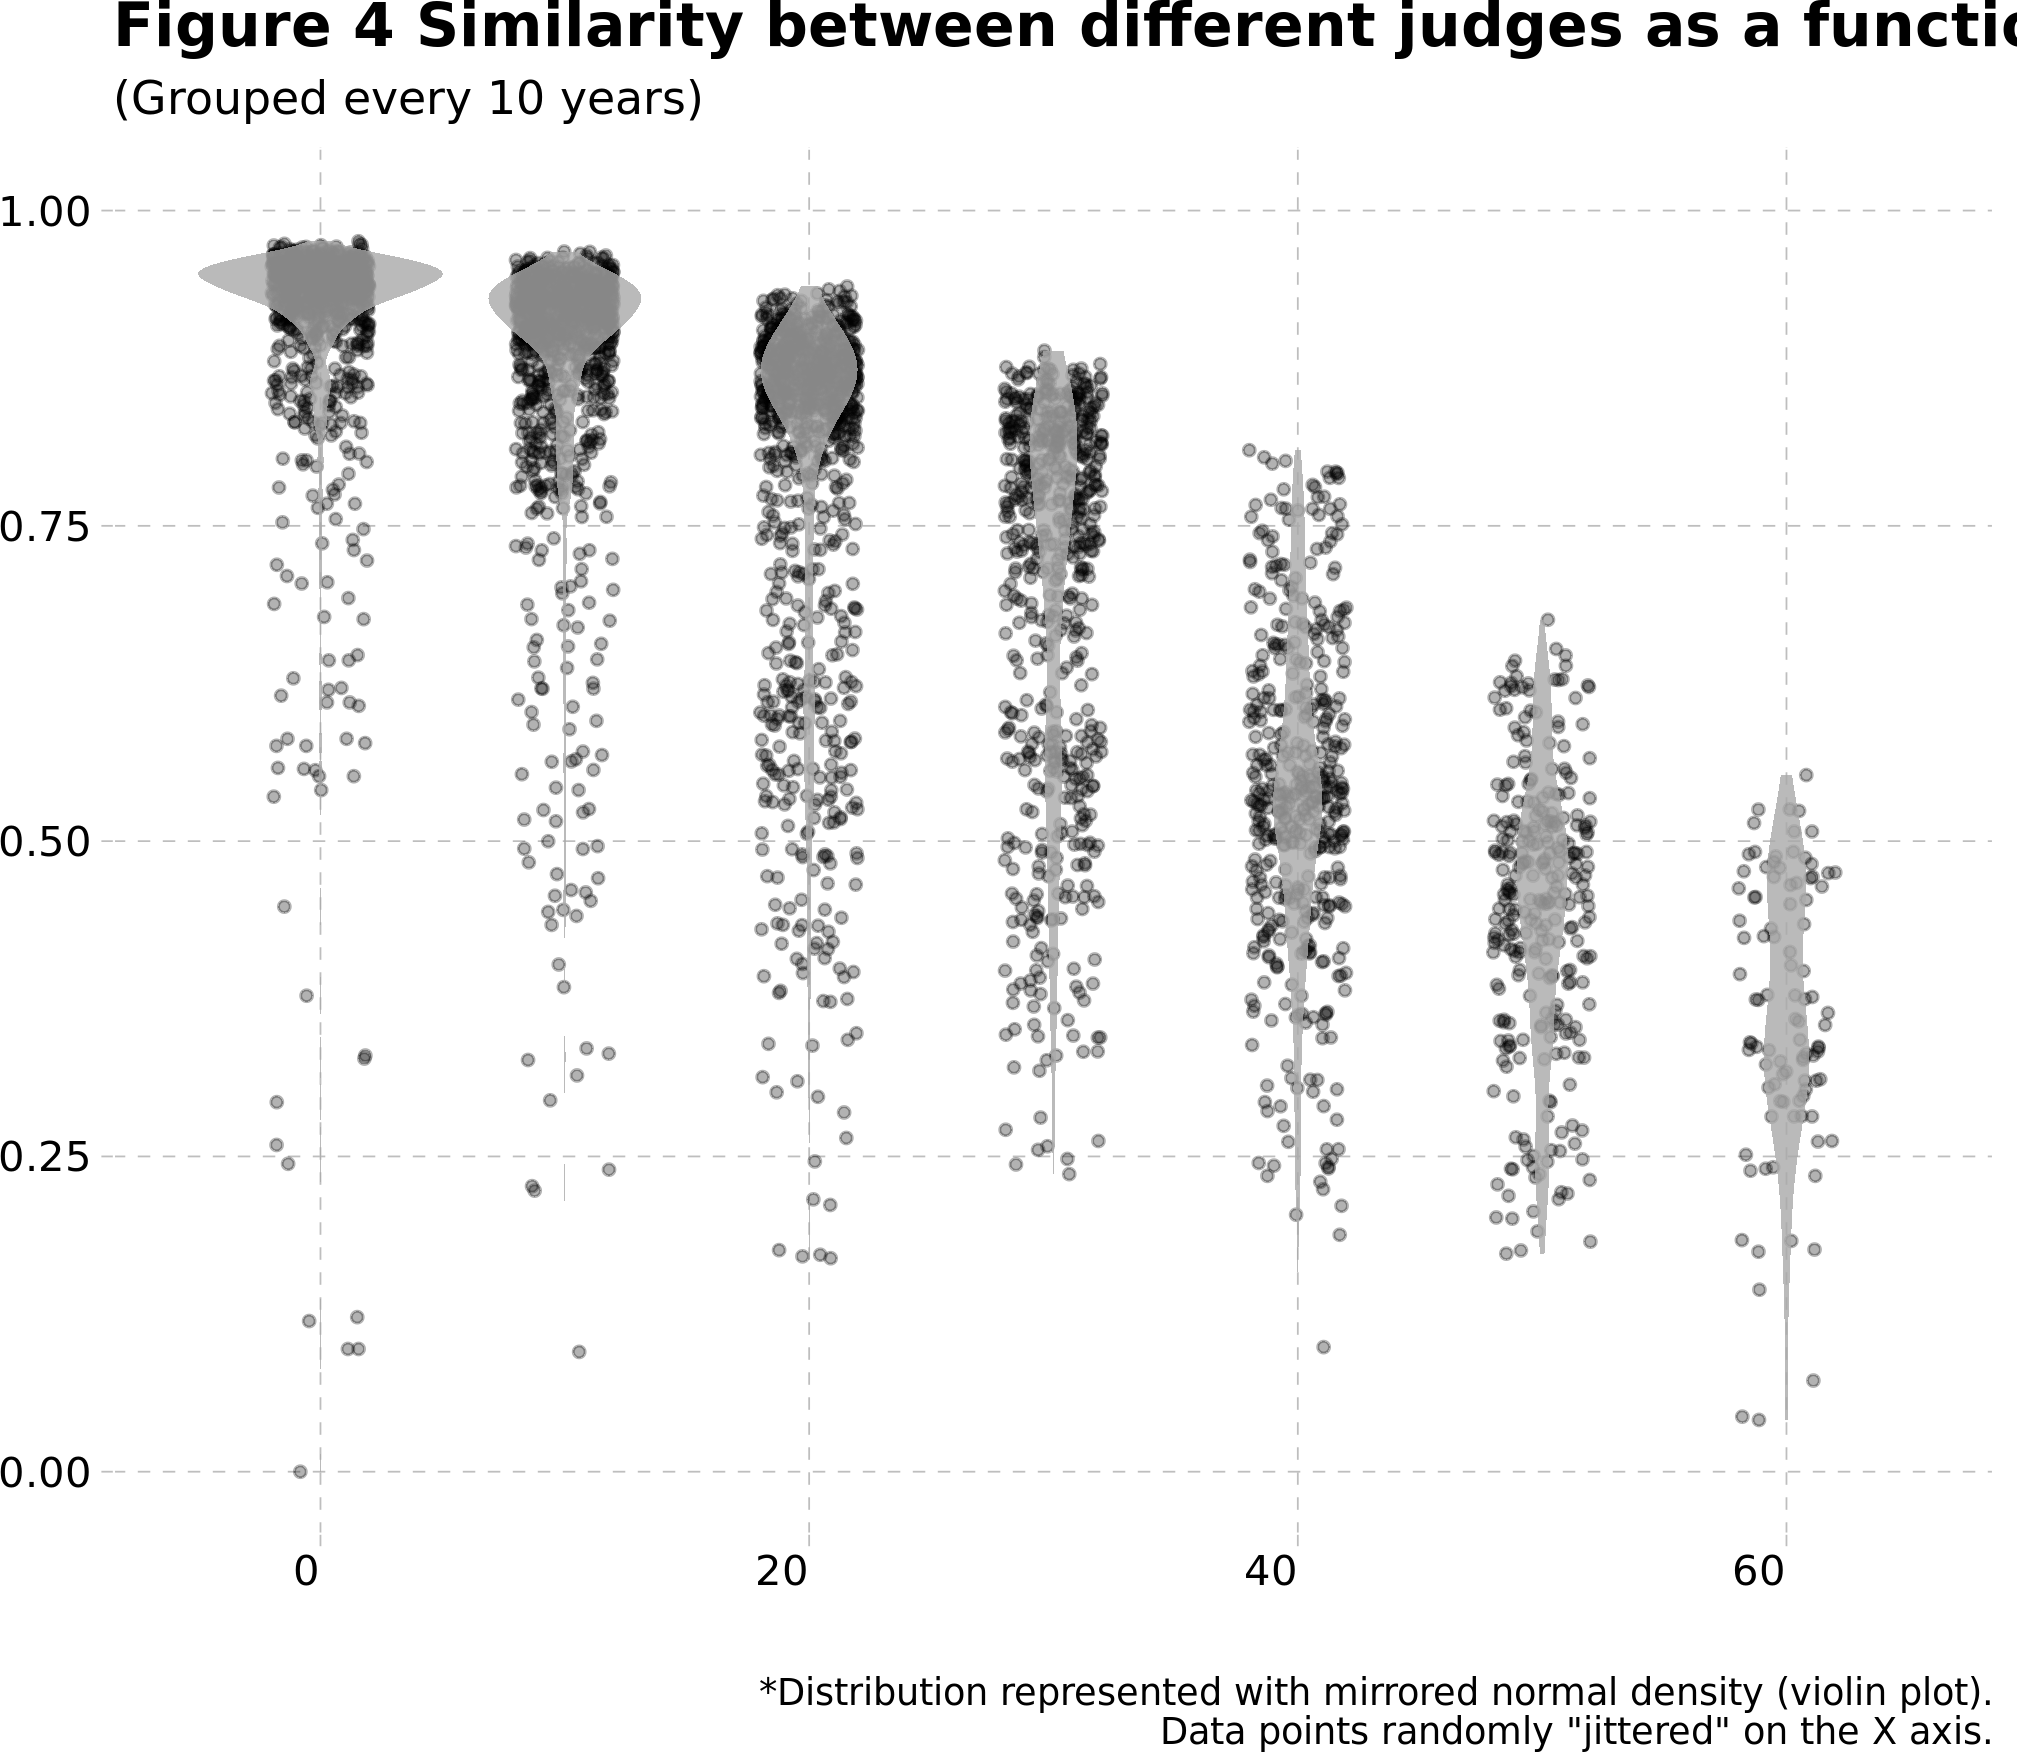 Figure 4 Similarity between different judges as a
(Grouped every 10 years)
1.00
0.75
0.50
0.25
0.00
0
20
40
60
*Distribution represented with mirrored normal density (violin plot).
Data points randomly "jittered" on the X axis.